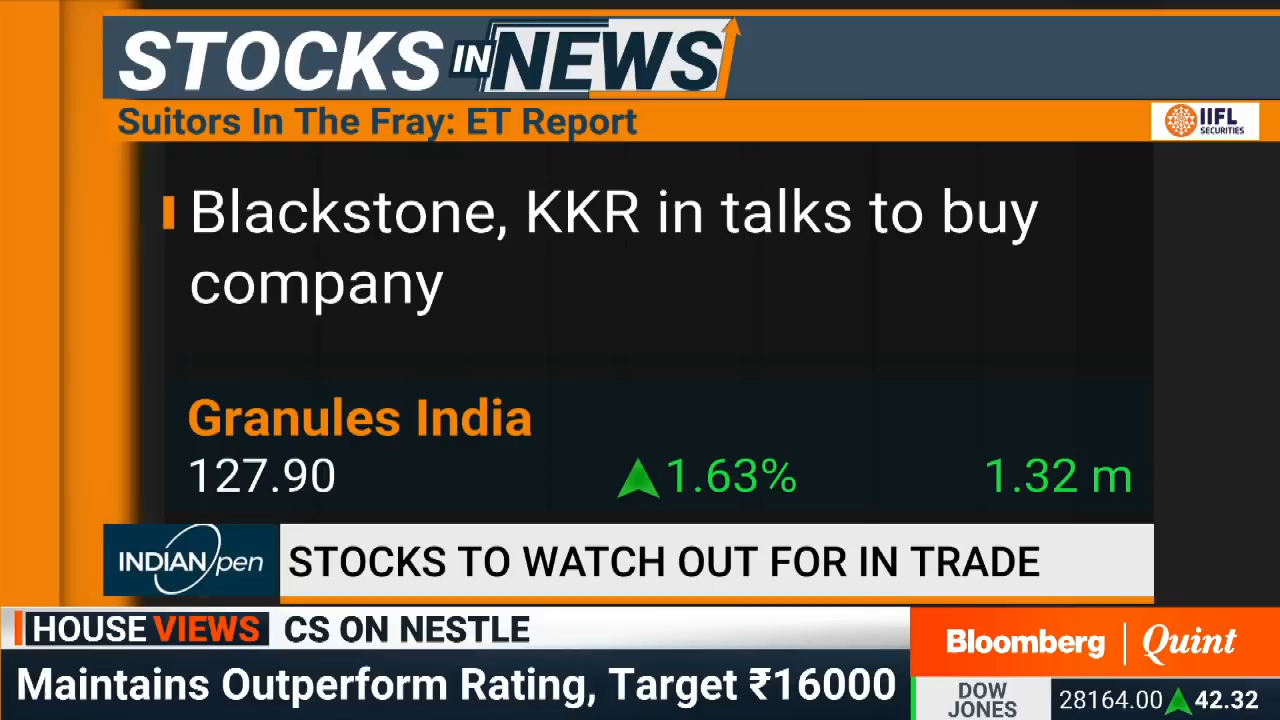 STOCKS IN NEWS
Suitors In The Fray: ET Report
IIFL
SECURITIES
Blackstone, KKR in talks to buy
company
Granules India
127.90 ▲ 1.63% 1.32 m
INDIAN Open
STOCKS TO WATCH OUT FOR IN TRADE
HOUSE VIEWS CS ON NESTLE
Maintains Outperform Rating, Target ₹16000
Bloomberg | Quint
DOW
JONES
28164.00 ▲ 42.32